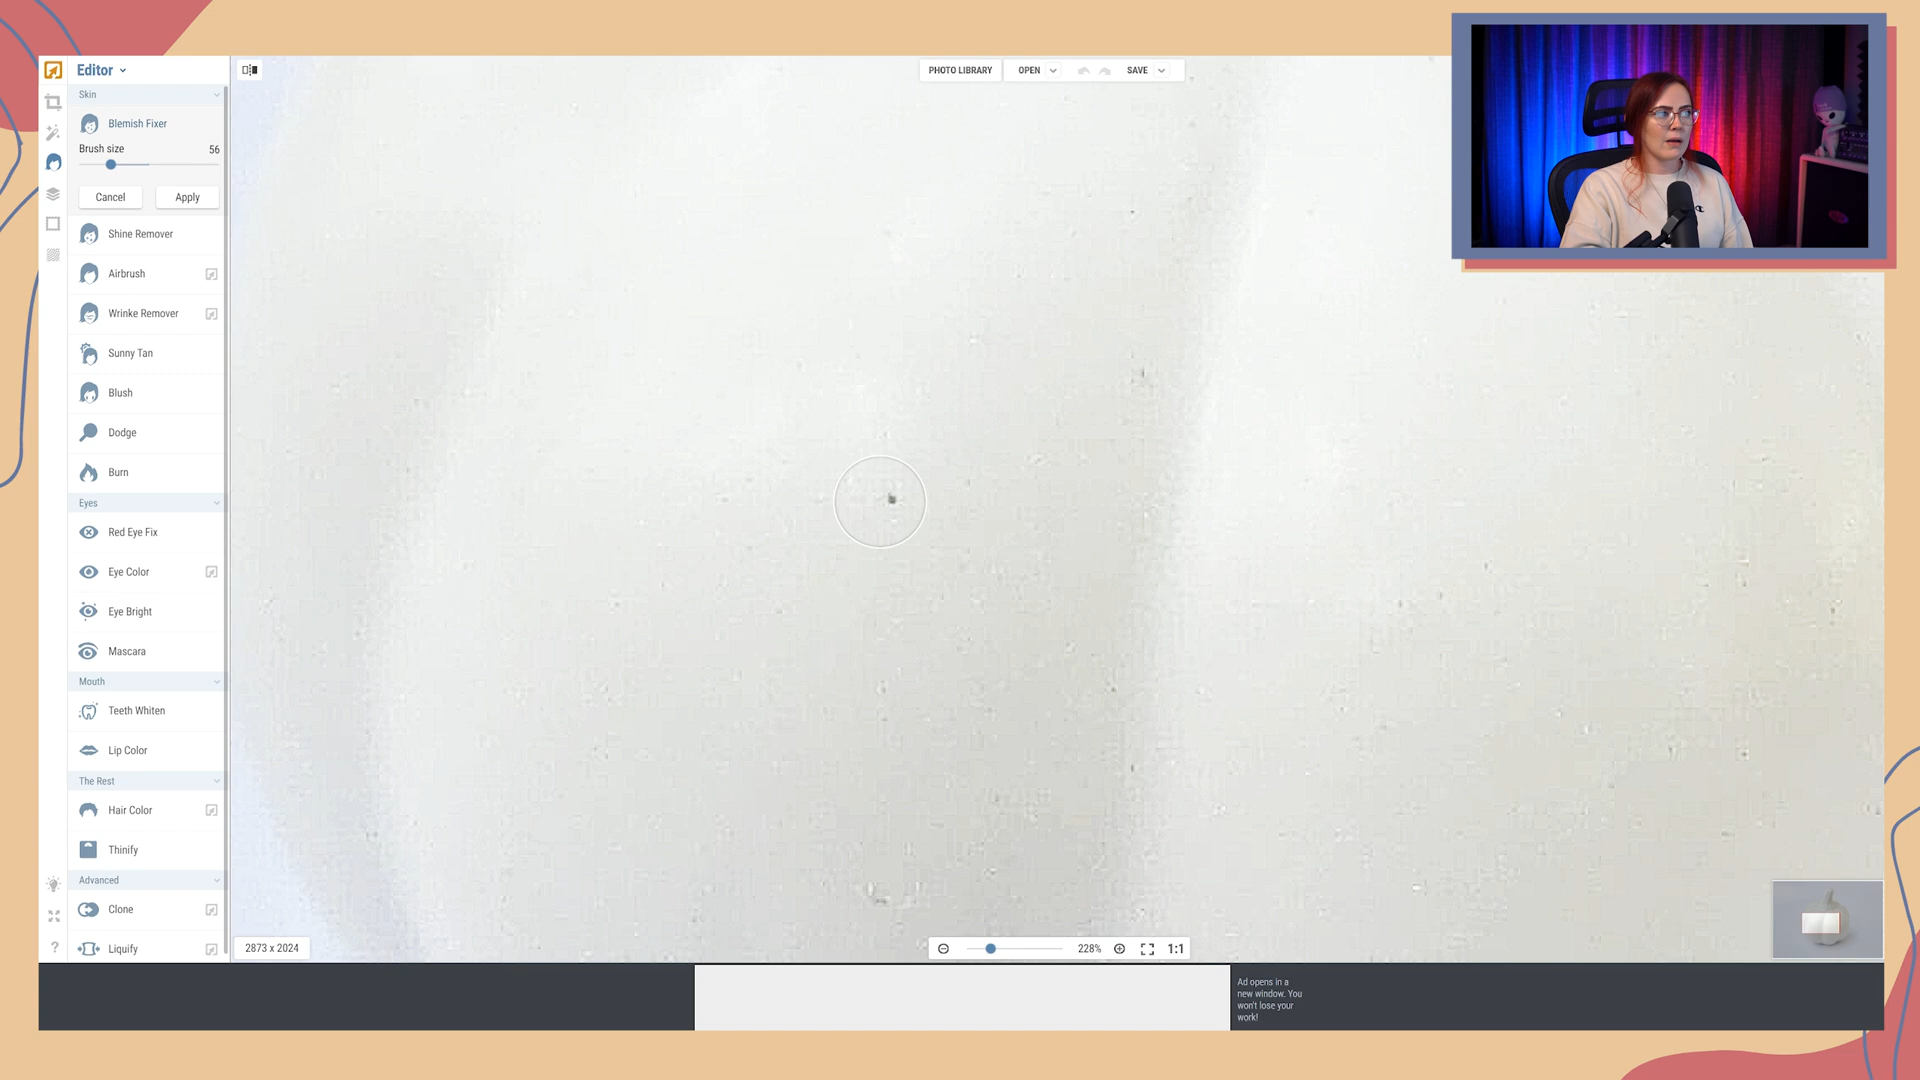 Editor
PHOTO LIBRARY
OPEN
SAVE
Skin
Blemish Fixer
Brush size 56
Cancel
Apply
Shine Remover
Airbrush
Wrinke Remover
Sunny Tan
Blush
Dodge
Burn
Eyes
Red Eye Fix
Eye Color
Eye Bright
Mascara
Mouth
Teeth Whiten
Lip Color
The Rest
Hair Color
Thinify
Advanced
Clone
Liquify
?
2873 x 2024
228%
1:1
Ad opens in a
new window. You
won't lose your
work!